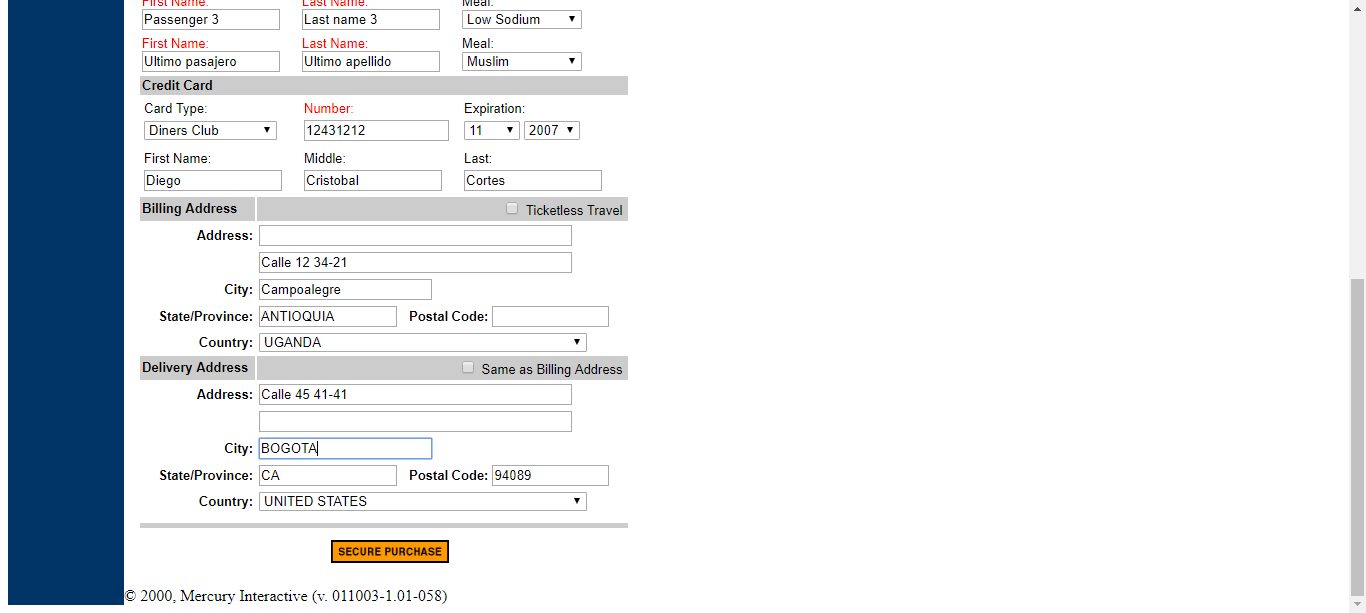 First Name: Last Name: Meal:
Passenger 3 Last name 3 Low Sodium
First Name: Last Name: Meal:
Ultimo pasajero Ultimo apellido Muslim
Credit Card
Card Type: Number: Expiration:
Diners Club 12431212 11 2007
First Name: Middle: Last:
Diego Cristobal Cortes
Billing Address Ticketless Travel
Address:
Calle 12 34-21
City: Campoalegre
State/Province: ANTIOQUIA Postal Code:
Country: UGANDA
Delivery Address Same as Billing Address
Address: Calle 45 41-41
City: BOGOTA
State/Province: CA Postal Code: 94089
Country: UNITED STATES
SECURE PURCHASE
© 2000, Mercury Interactive (v. 011003-1.01-058)